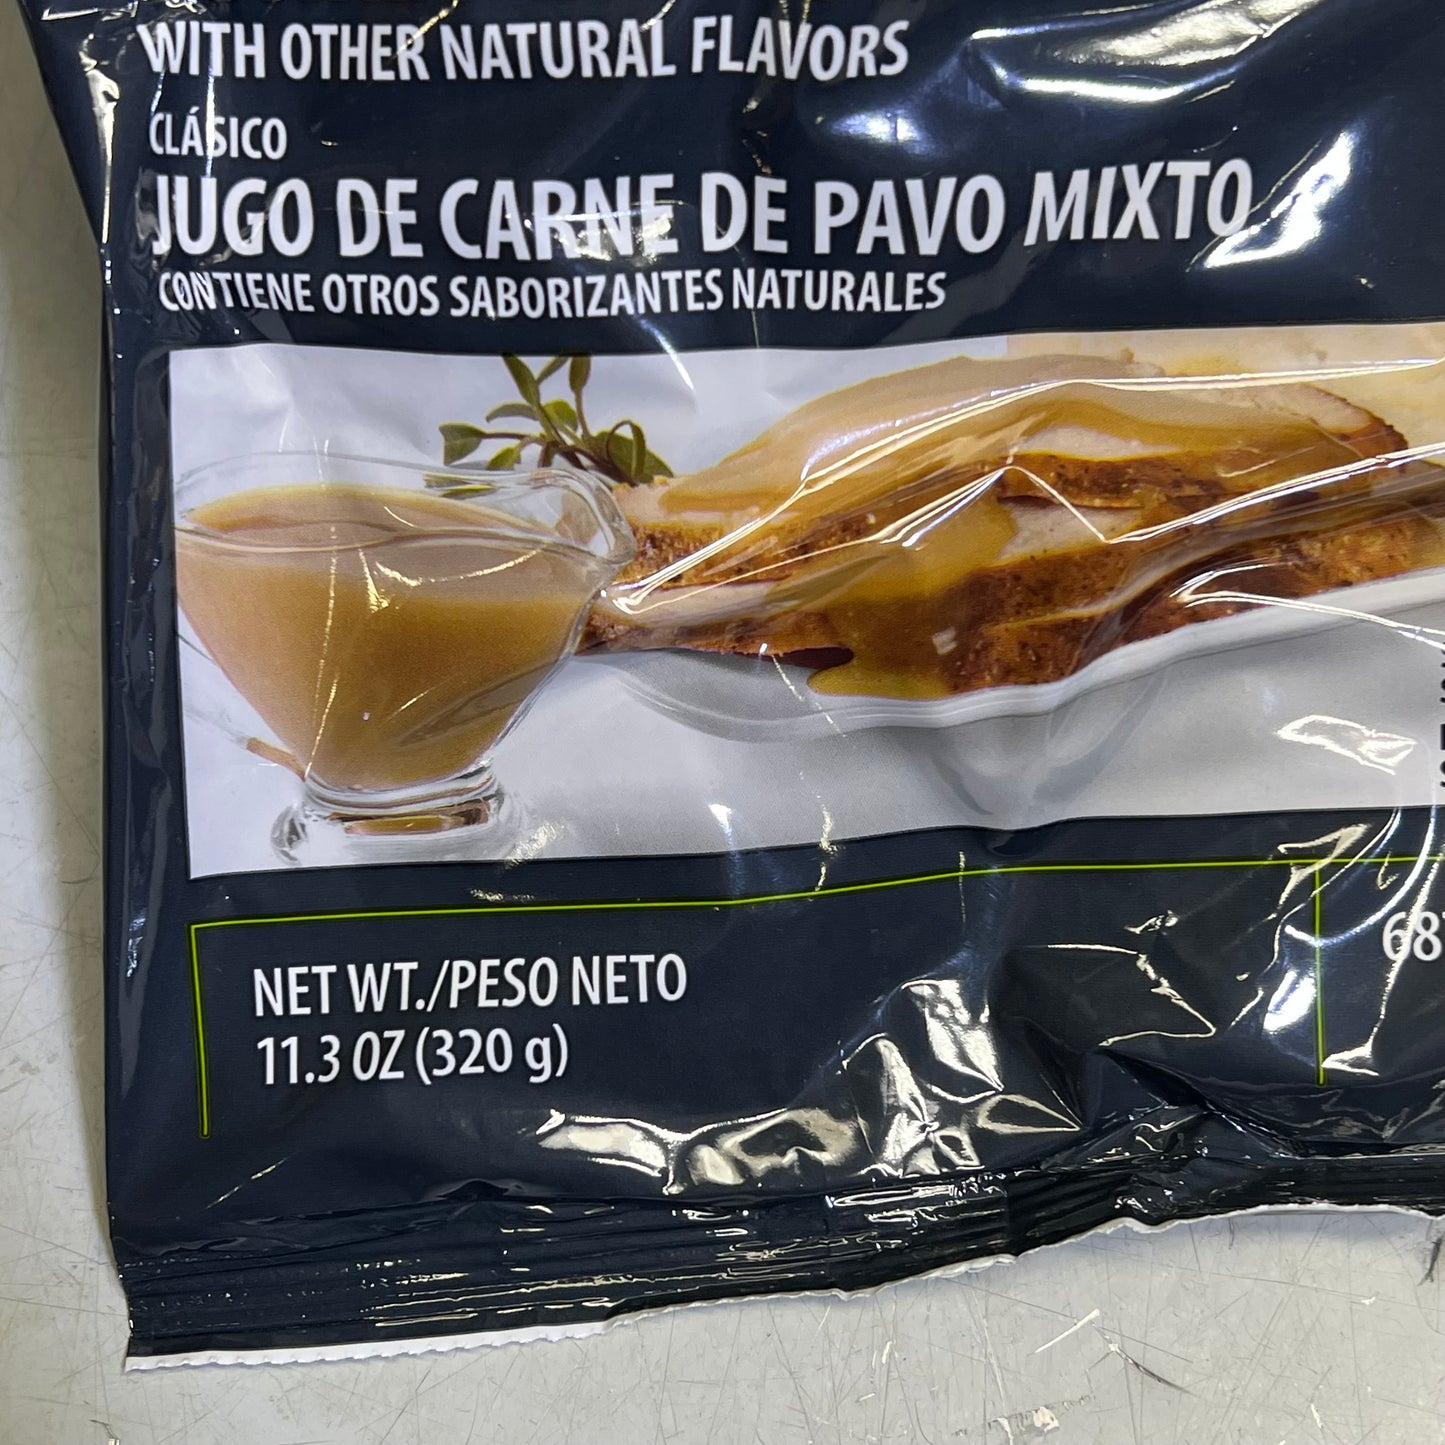 WITH OTHER NATURAL FLAVORS
CLÁSICO
JUGO DE CARNE DE PAVO MIXTO
CONTIENE OTROS SABORIZANTES NATURALES
NET WT./PESO NETO
11.3 OZ (320 g)